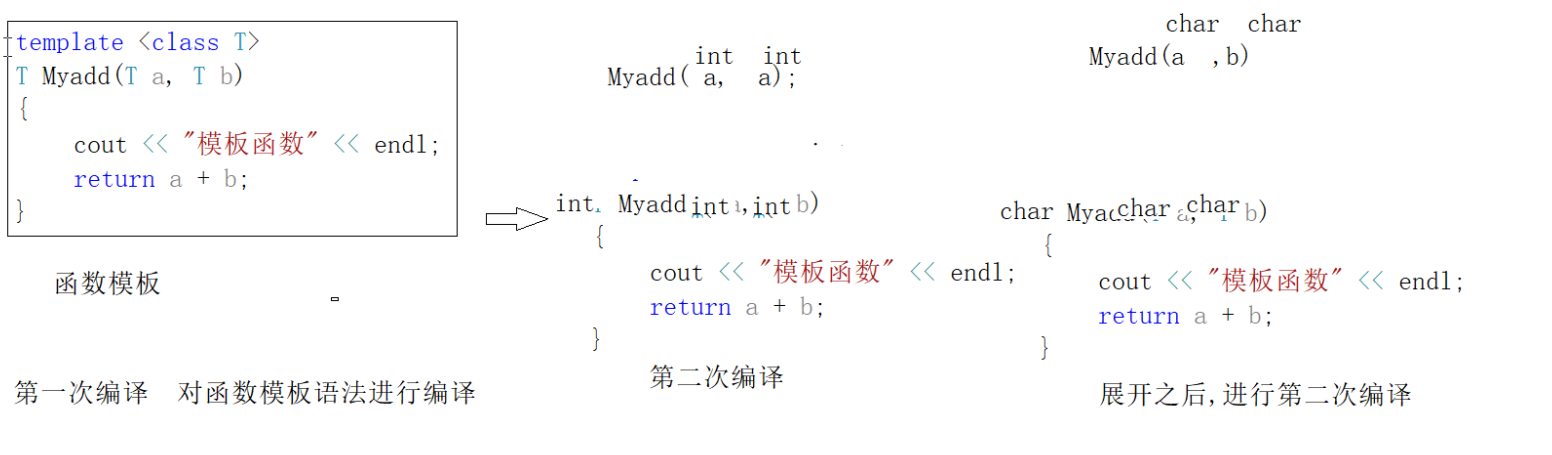 template <class T>
T Myadd(T a, T b)
{
cout << "模板函数" << endl;
return a + b;
}
函数模板
第一次编译 对函数模板语法进行编译
int int
Myadd( a, a);
int Myadd int a, int b)
{
cout << "模板函数" << endl;
return a + b;
}
第二次编译
char char
Myadd(a ,b)
char Myadd char a, char b)
{
cout << "模板函数" << endl;
return a + b;
}
展开之后,进行第二次编译